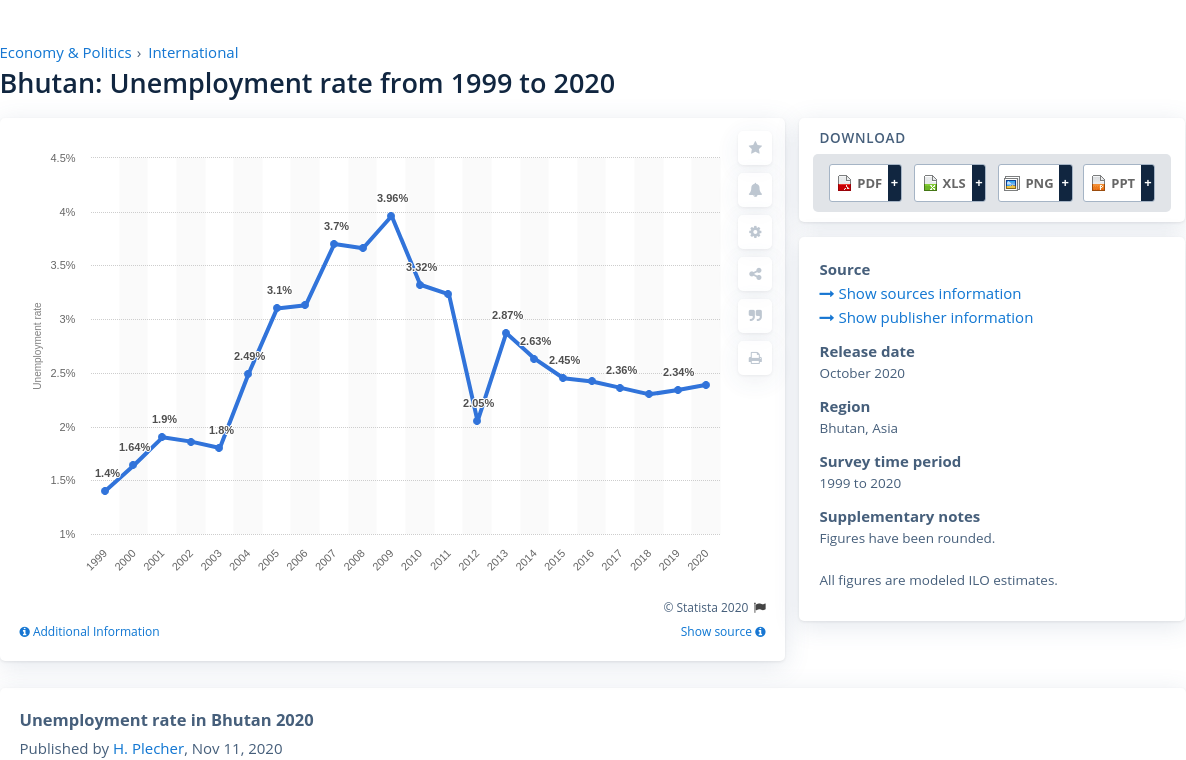 Economy & Politics › International
Bhutan: Unemployment rate from 1999 to 2020
4.5%
4%
3.5%
3%
2.5%
2%
1.5%
1%
Unemployment rate
1.4%
1.64%
1.9%
1.8%
2.49%
3.1%
3.7%
3.96%
3.32%
2.05%
2.87%
2.63%
2.45%
2.36%
2.34%
1999 2000 2001 2002 2003 2004 2005 2006 2007 2008 2009 2010 2011 2012 2013 2014 2015 2016 2017 2018 2019 2020
© Statista 2020
Additional Information
Show source
DOWNLOAD
PDF + XLS + PNG + PPT +
Source
Show sources information
Show publisher information
Release date
October 2020
Region
Bhutan, Asia
Survey time period
1999 to 2020
Supplementary notes
Figures have been rounded.
All figures are modeled ILO estimates.
Unemployment rate in Bhutan 2020
Published by H. Plecher, Nov 11, 2020